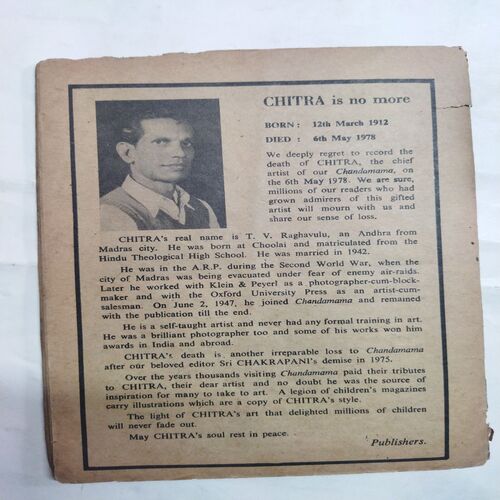 CHITRA is no more
BORN : 12th March 1912
DIED : 6th May 1978
We deeply regret to record the
death of CHITRA, the chief
artist of our Chandamama, on
the 6th May 1978. We are sure,
millions of our readers who had
grown admirers of this gifted
artist will mourn with us and
share our sense of loss.
CHITRA's real name is T. V. Raghavulu, an Andhra from
Madras city. He was born at Choolai and matriculated from the
Hindu Theological High School. He was married in 1942.
He was in the A.R.P. during the Second World War, when the
city of Madras was being evacuated under fear of enemy air-raids.
Later he worked with Klein & Peyerl as a photographer-cum-block-
maker and with the Oxford University Press as an artist-cum-
salesman. On June 2, 1947, he joined Chandamama and remained
with the publication till the end.
He is a self-taught artist and never had any formal training in art.
He was a brilliant photographer too and some of his works won him
awards in India and abroad.
CHITRA's death is another irreparable loss to Chandamama
after our beloved editor Sri CHAKRAPANI's demise in 1975.
Over the years thousands visiting Chandamama paid their tributes
to CHITRA, their dear artist and no doubt he was the source of
inspiration for many to take to art. A legion of children's magazines
carry illustrations which are a copy of CHITRA's style.
The light of CHITRA's art that delighted millions of children
will never fade out.
May CHITRA's soul rest in peace.
Publishers.